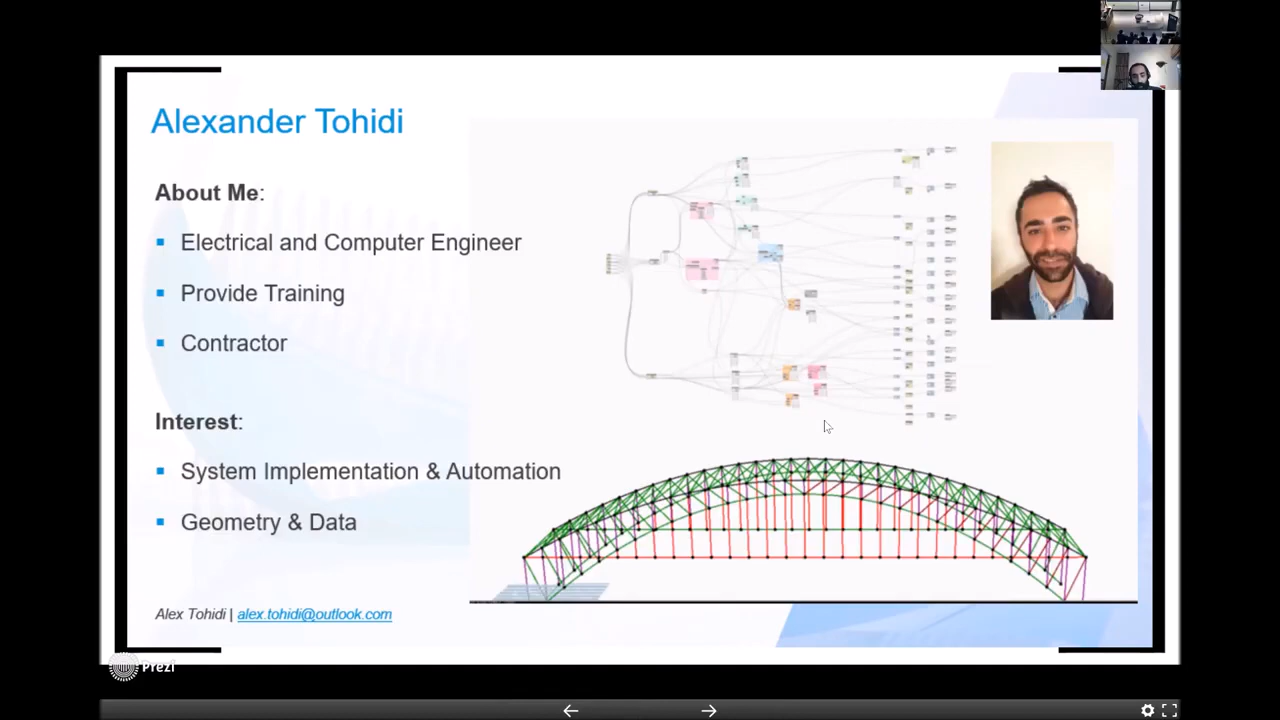 Alexander Tohidi
About Me:
Electrical and Computer Engineer
Provide Training
Contractor
Interest:
System Implementation & Automation
Geometry & Data
Alex Tohidi | alex.tohidi@outlook.com
Prezi